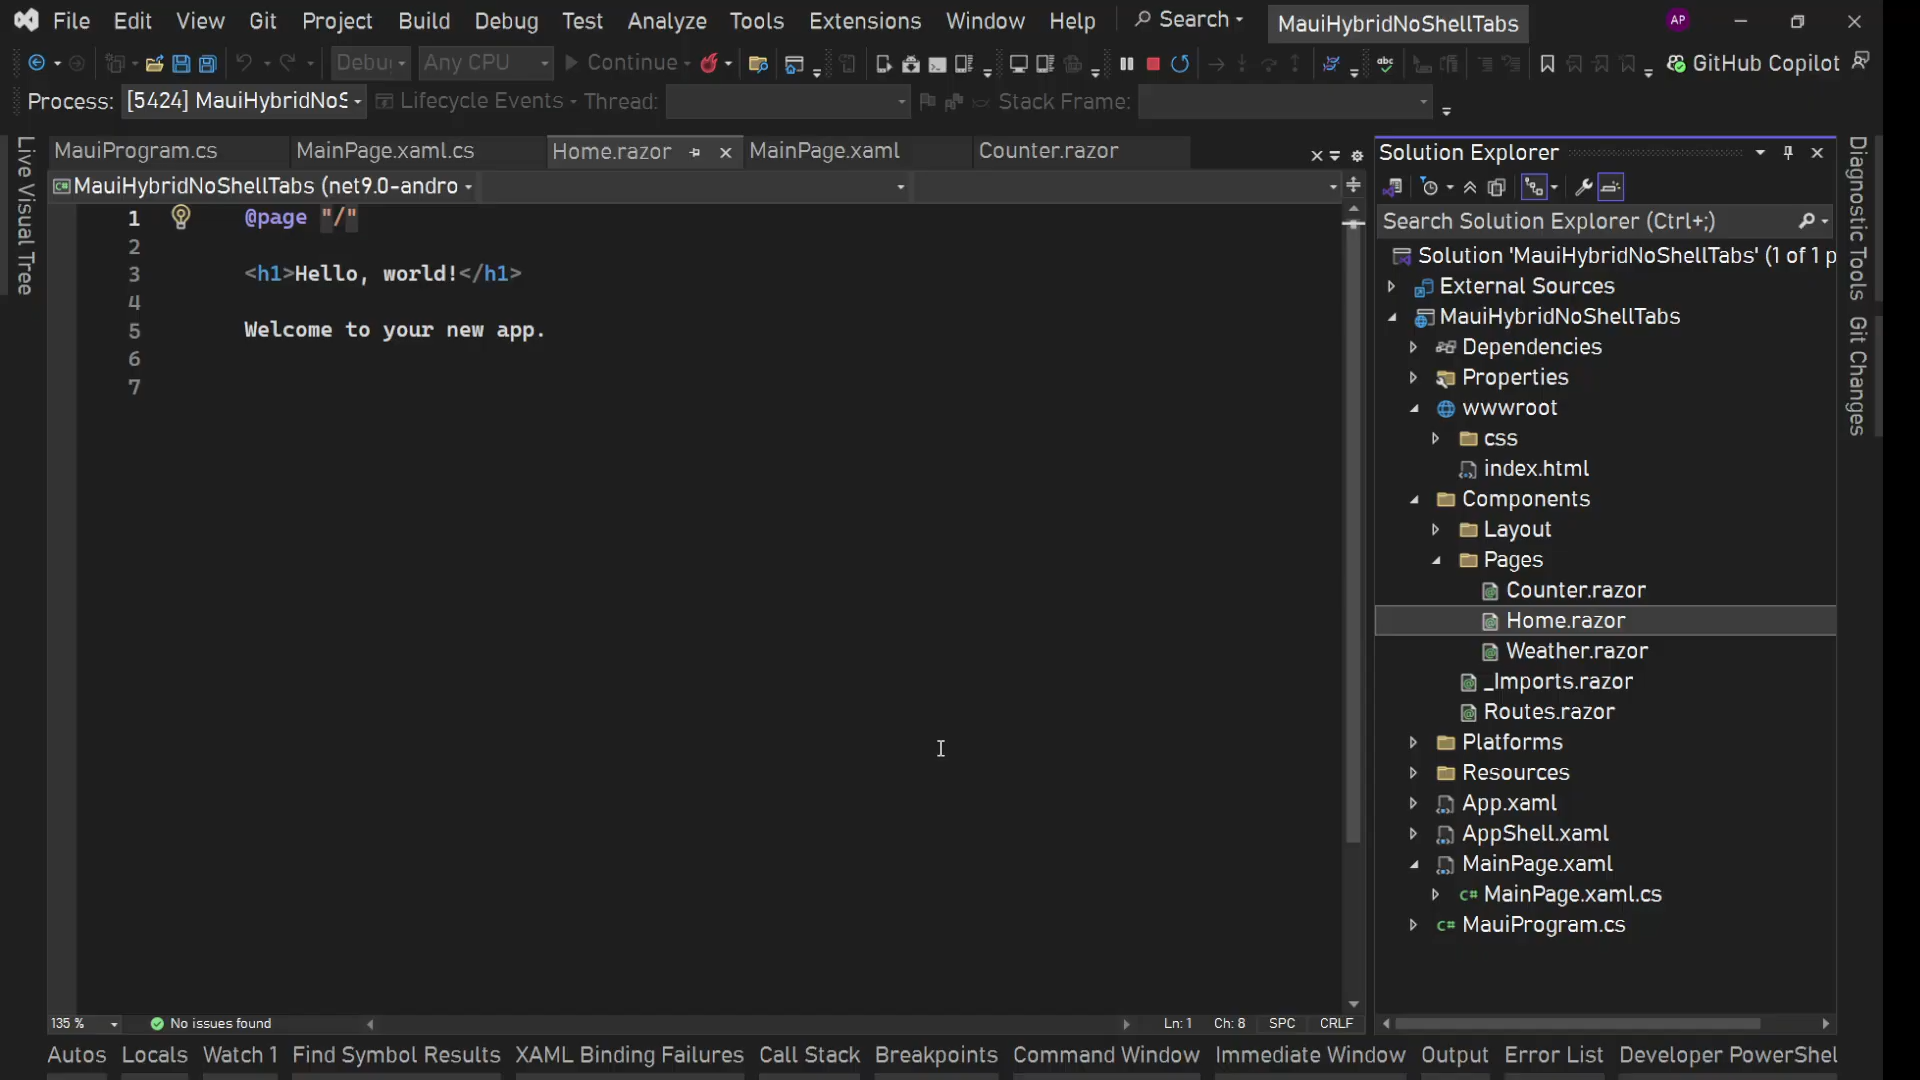 File Edit View Git Project Build Debug Test Analyze Tools Extensions Window Help Search MauiHybridNoShellTabs AP
Debu Any CPU Continue GitHub Copilot
Process: [5424] MauiHybridNoS Lifecycle Events Thread: Stack Frame:
Live Visual Tree
MauiProgram.cs MainPage.xaml.cs Home.razor MainPage.xaml Counter.razor
MauiHybridNoShellTabs (net9.0-andro
1 @page "/"
2
3 <h1>Hello, world!</h1>
4
5 Welcome to your new app.
6
7
135 % No issues found Ln: 1 Ch: 8 SPC CRLF
Solution Explorer
Search Solution Explorer (Ctrl+;)
Solution 'MauiHybridNoShellTabs' (1 of 1 p
External Sources
MauiHybridNoShellTabs
Dependencies
Properties
wwwroot
css
index.html
Components
Layout
Pages
Counter.razor
Home.razor
Weather.razor
_Imports.razor
Routes.razor
Platforms
Resources
App.xaml
AppShell.xaml
MainPage.xaml
C# MainPage.xaml.cs
C# MauiProgram.cs
Diagnostic Tools
Git Changes
Autos Locals Watch 1 Find Symbol Results XAML Binding Failures Call Stack Breakpoints Command Window Immediate Window Output Error List Developer PowerShel